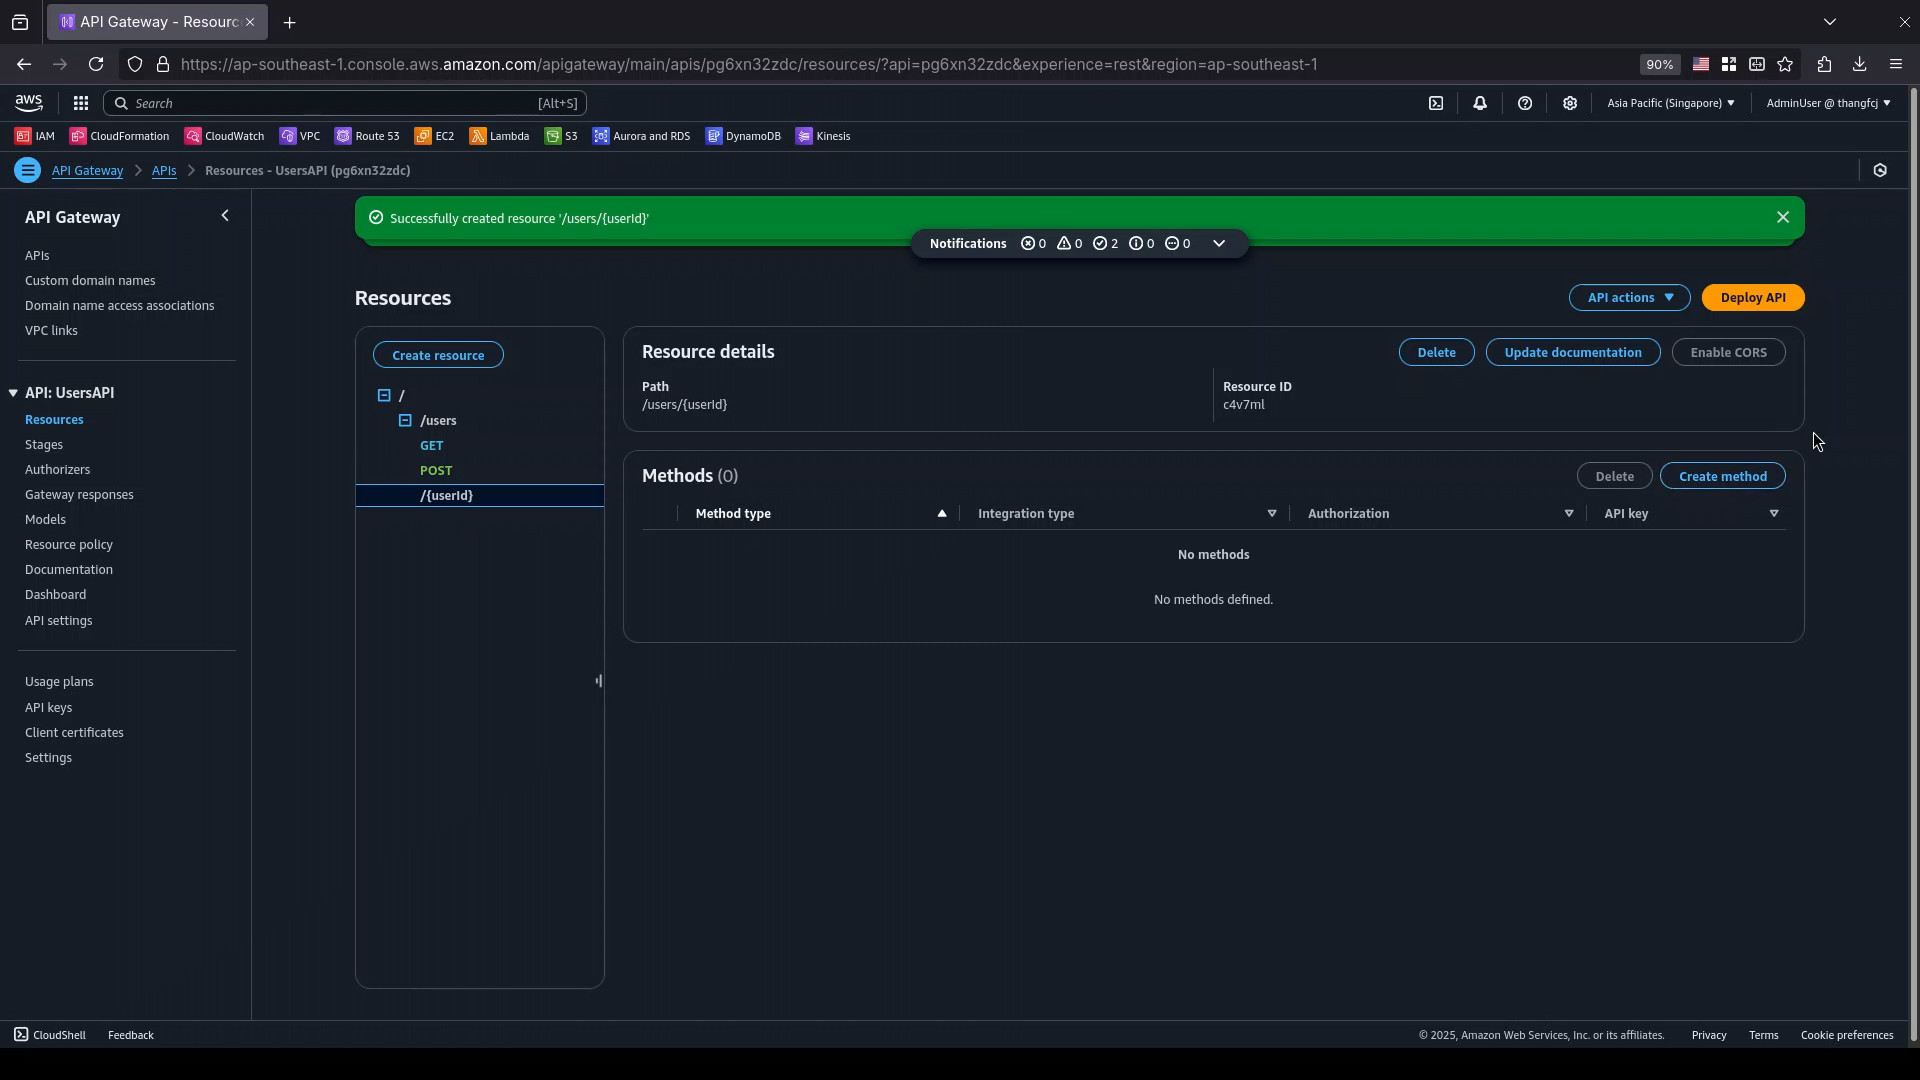 API Gateway - Resourc
https://ap-southeast-1.console.aws.amazon.com/apigateway/main/apis/pg6xn32zdc/resources/?api=pg6xn32zdc&experience=rest&region=ap-southeast-1
90%
aws
Search
[Alt+S]
Asia Pacific (Singapore)
AdminUser @ thangfcj
IAM
CloudFormation
CloudWatch
VPC
Route 53
EC2
Lambda
S3
Aurora and RDS
DynamoDB
Kinesis
API Gateway
APIs
Resources - UsersAPI (pg6xn32zdc)
API Gateway
APIs
Custom domain names
Domain name access associations
VPC links
API: UsersAPI
Resources
Stages
Authorizers
Gateway responses
Models
Resource policy
Documentation
Dashboard
API settings
Usage plans
API keys
Client certificates
Settings
Successfully created resource '/users/{userId}'
Notifications 0 0 2 0 0
Resources
API actions
Deploy API
Create resource
/
/users
GET
POST
/{userId}
Resource details
Delete
Update documentation
Enable CORS
Path
/users/{userId}
Resource ID
c4v7ml
Methods (0)
Delete
Create method
Method type
Integration type
Authorization
API key
No methods
No methods defined.
CloudShell
Feedback
© 2025, Amazon Web Services, Inc. or its affiliates.
Privacy
Terms
Cookie preferences